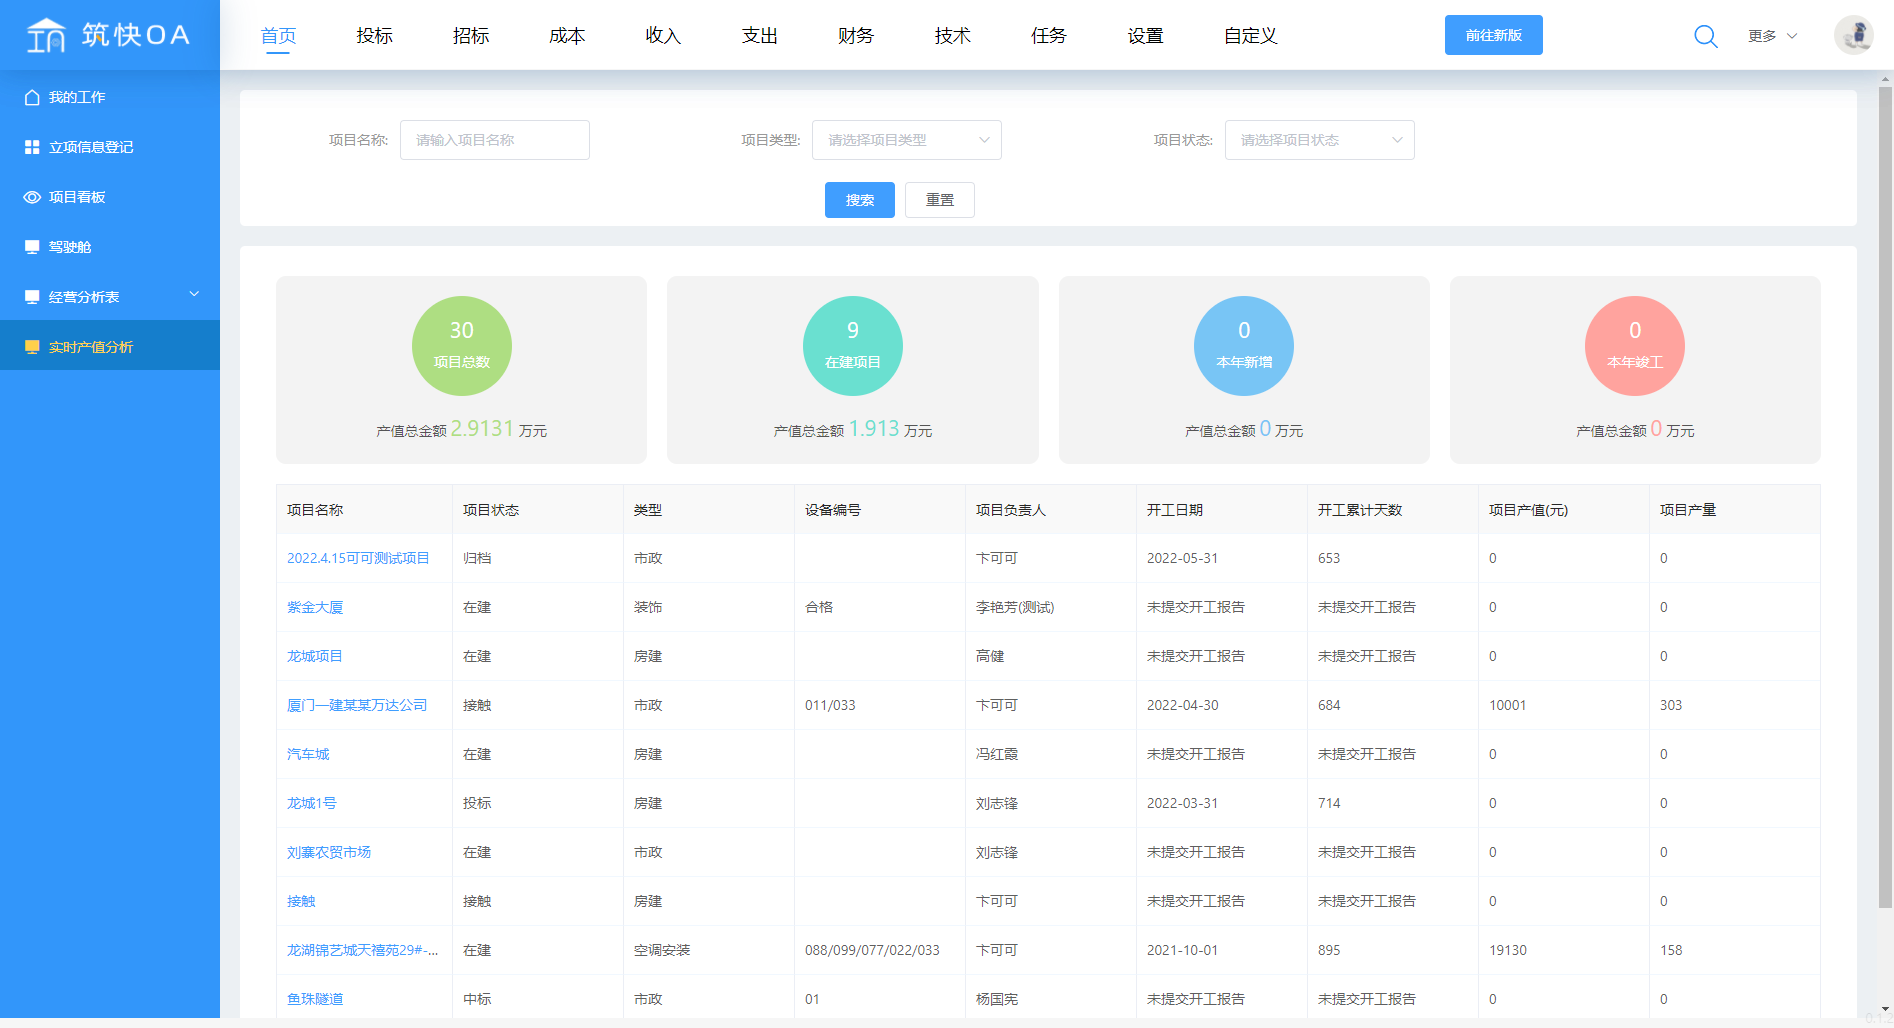 筑快OA
首页 投标 招标 成本 收入 支出 财务 技术 任务 设置 自定义 前往新版 更多
我的工作
立项信息登记
项目看板
驾驶舱
经营分析表
实时产值分析
项目名称: 请输入项目名称 项目类型: 请选择项目类型 项目状态: 请选择项目状态
搜索 重置
30 9 0 0
项目总数 在建项目 本年新增 本年竣工
产值总金额 2.9131 万元 产值总金额 1.913 万元 产值总金额 0 万元 产值总金额 0 万元
项目名称 项目状态 类型 设备编号 项目负责人 开工日期 开工累计天数 项目产值(元) 项目产量
2022.4.15可可测试项目 归档 市政 卞可可 2022-05-31 653 0 0
紫金大厦 在建 装饰 合格 李艳芳(测试) 未提交开工报告 未提交开工报告 0 0
龙城项目 在建 房建 高健 未提交开工报告 未提交开工报告 0 0
厦门一建某某万达公司 接触 市政 011/033 卞可可 2022-04-30 684 10001 303
汽车城 在建 房建 冯红霞 未提交开工报告 未提交开工报告 0 0
龙城1号 投标 房建 刘志锋 2022-03-31 714 0 0
刘寨农贸市场 在建 市政 刘志锋 未提交开工报告 未提交开工报告 0 0
接触 接触 房建 卞可可 未提交开工报告 未提交开工报告 0 0
龙湖锦艺城天禧苑29#-... 在建 空调安装 088/099/077/022/033 卞可可 2021-10-01 895 19130 158
鱼珠隧道 中标 市政 01 杨国宪 未提交开工报告 未提交开工报告 0 0